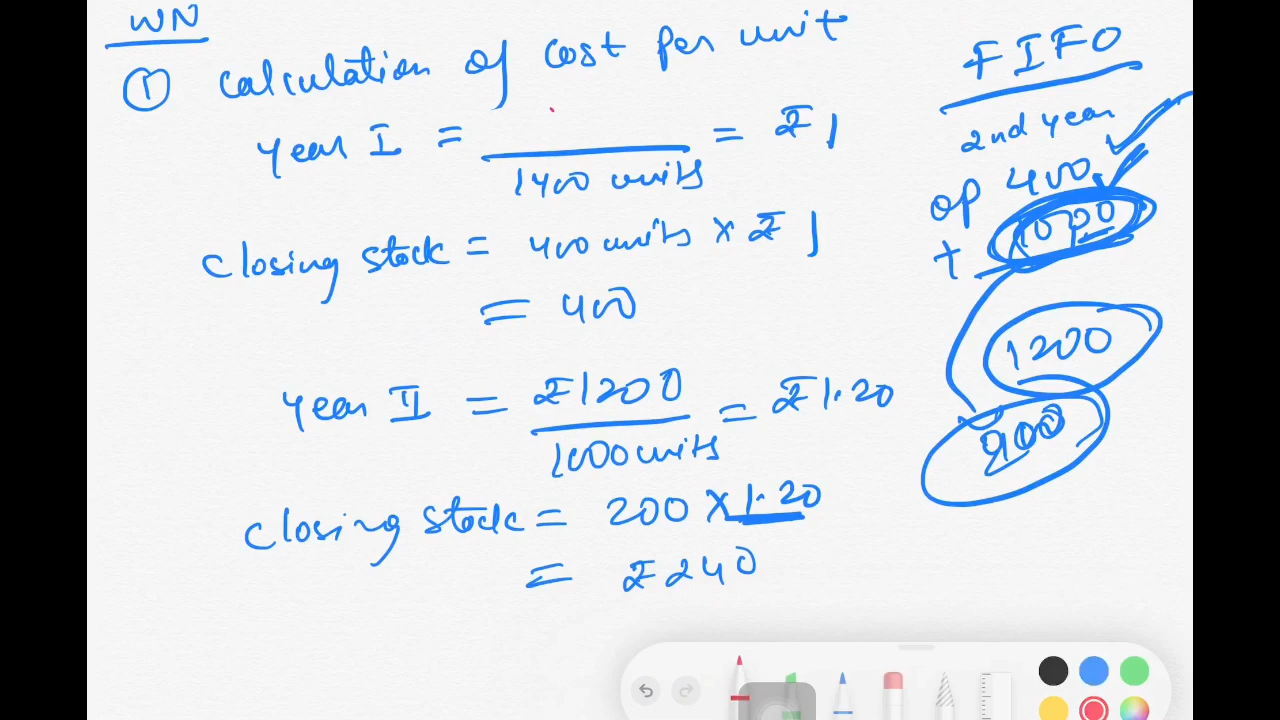 WN
① Calculation of cost per unit
Year I = / 1400 units = ₹1
Closing stock = 400 units × ₹1
= 400
Year II = ₹1200 / 1000 units = ₹1.20
Closing stock = 200 × 1.20
= ₹240
FIFO
2nd year
op 400
+
1200
900